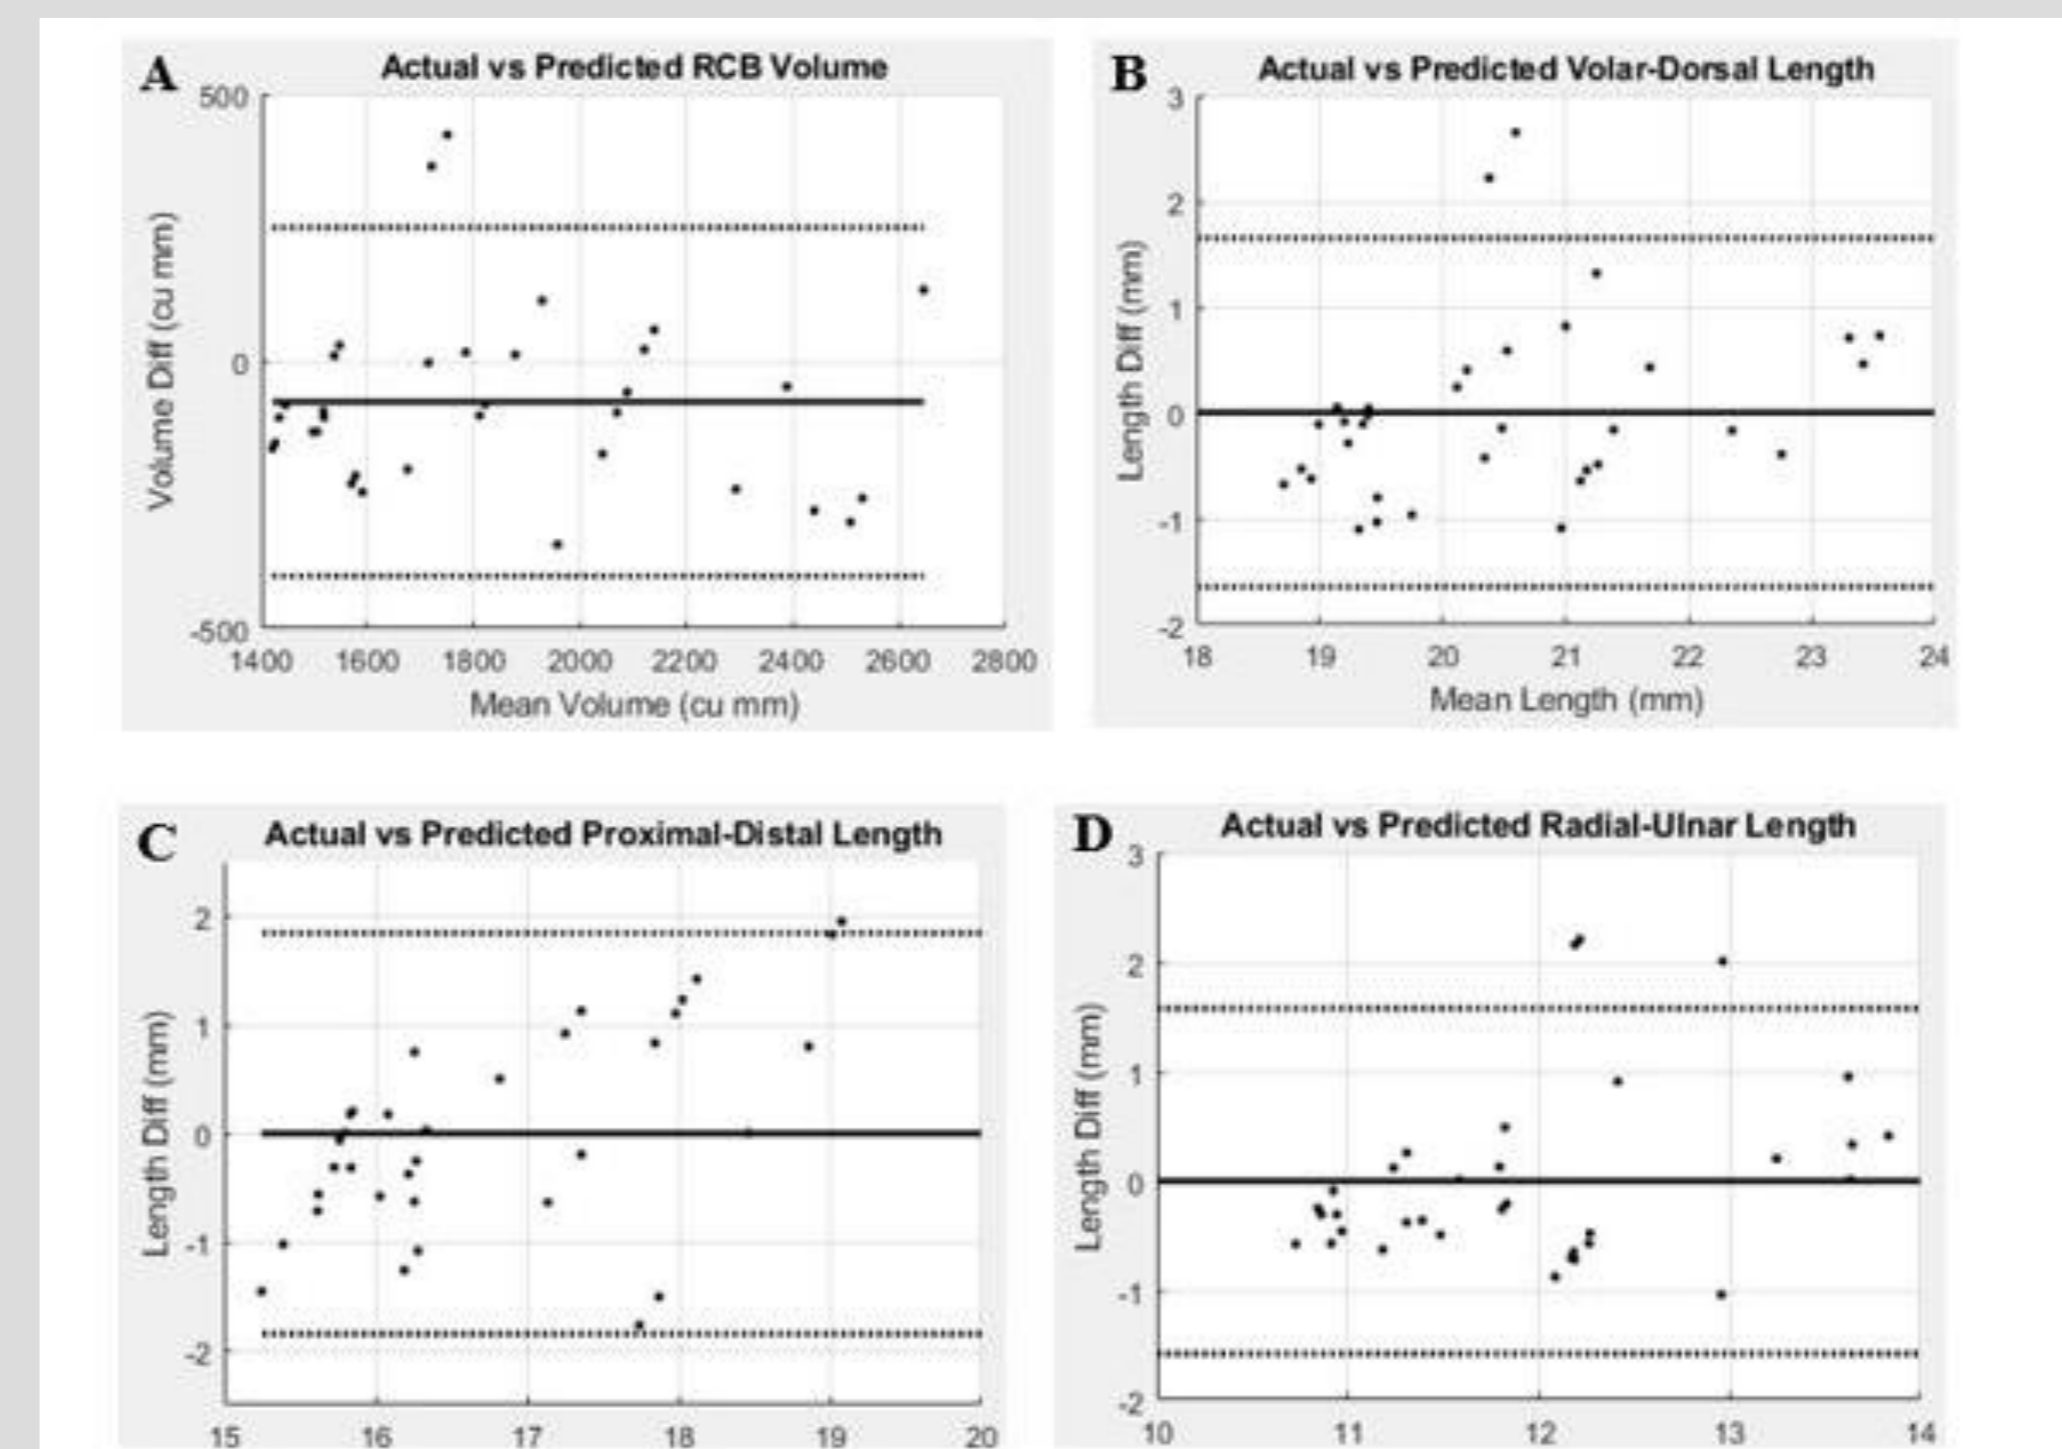 A
Actual vs Predicted RCB Volume
500
0
-500
Volume Diff (cu mm)
1400 1600 1800 2000 2200 2400 2600 2800
Mean Volume (cu mm)
B
Actual vs Predicted Volar-Dorsal Length
3
2
1
0
-1
-2
Length Diff (mm)
18 19 20 21 22 23 24
Mean Length (mm)
C
Actual vs Predicted Proximal-Distal Length
2
1
0
-1
-2
Length Diff (mm)
15 16 17 18 19 20
D
Actual vs Predicted Radial-Ulnar Length
3
2
1
0
-1
-2
Length Diff (mm)
10 11 12 13 14